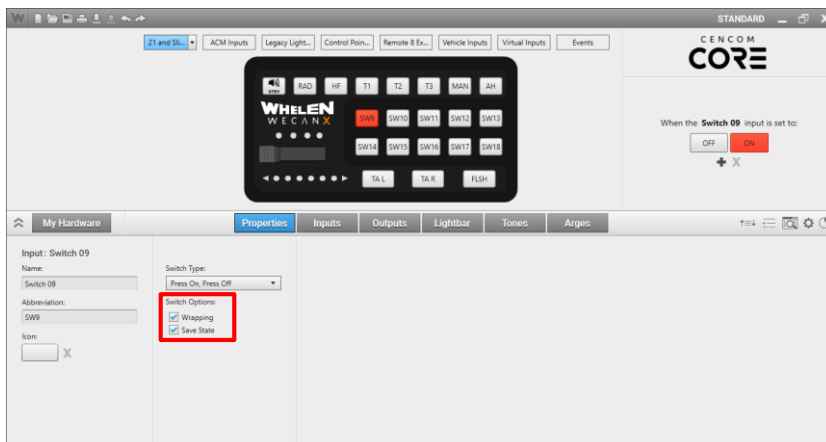 W STANDARD
21 and Sli... ACM Inputs Legacy Light... Control Poin... Remote 8 Ex... Vehicle Inputs Virtual Inputs Events
CENCOM
CORE
STBY RAD HF T1 T2 T3 MAN AH
WHELEN
WECANX
SW9 SW10 SW11 SW12 SW13
SW14 SW15 SW16 SW17 SW18
TA L TA R FLSH
When the Switch 09 input is set to:
OFF ON
My Hardware Properties Inputs Outputs Lightbar Tones Arges
Input: Switch 09
Name:
Switch 09
Abbreviation:
SW9
Icon:
X
Switch Type:
Press On, Press Off
Switch Options:
Wrapping
Save State